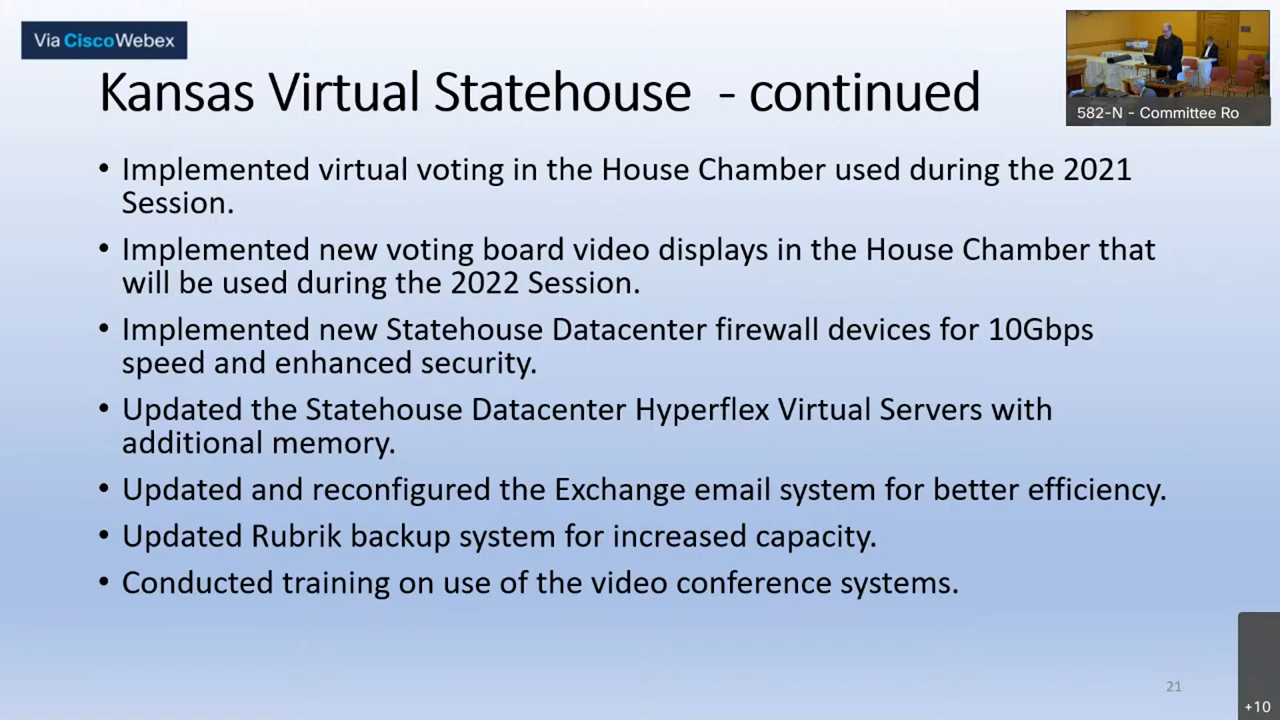 Via CiscoWebex
Kansas Virtual Statehouse - continued
582-N - Committee Ro
• Implemented virtual voting in the House Chamber used during the 2021
Session.
• Implemented new voting board video displays in the House Chamber that
will be used during the 2022 Session.
• Implemented new Statehouse Datacenter firewall devices for 10Gbps
speed and enhanced security.
• Updated the Statehouse Datacenter Hyperflex Virtual Servers with
additional memory.
• Updated and reconfigured the Exchange email system for better efficiency.
• Updated Rubrik backup system for increased capacity.
• Conducted training on use of the video conference systems.
21
+10